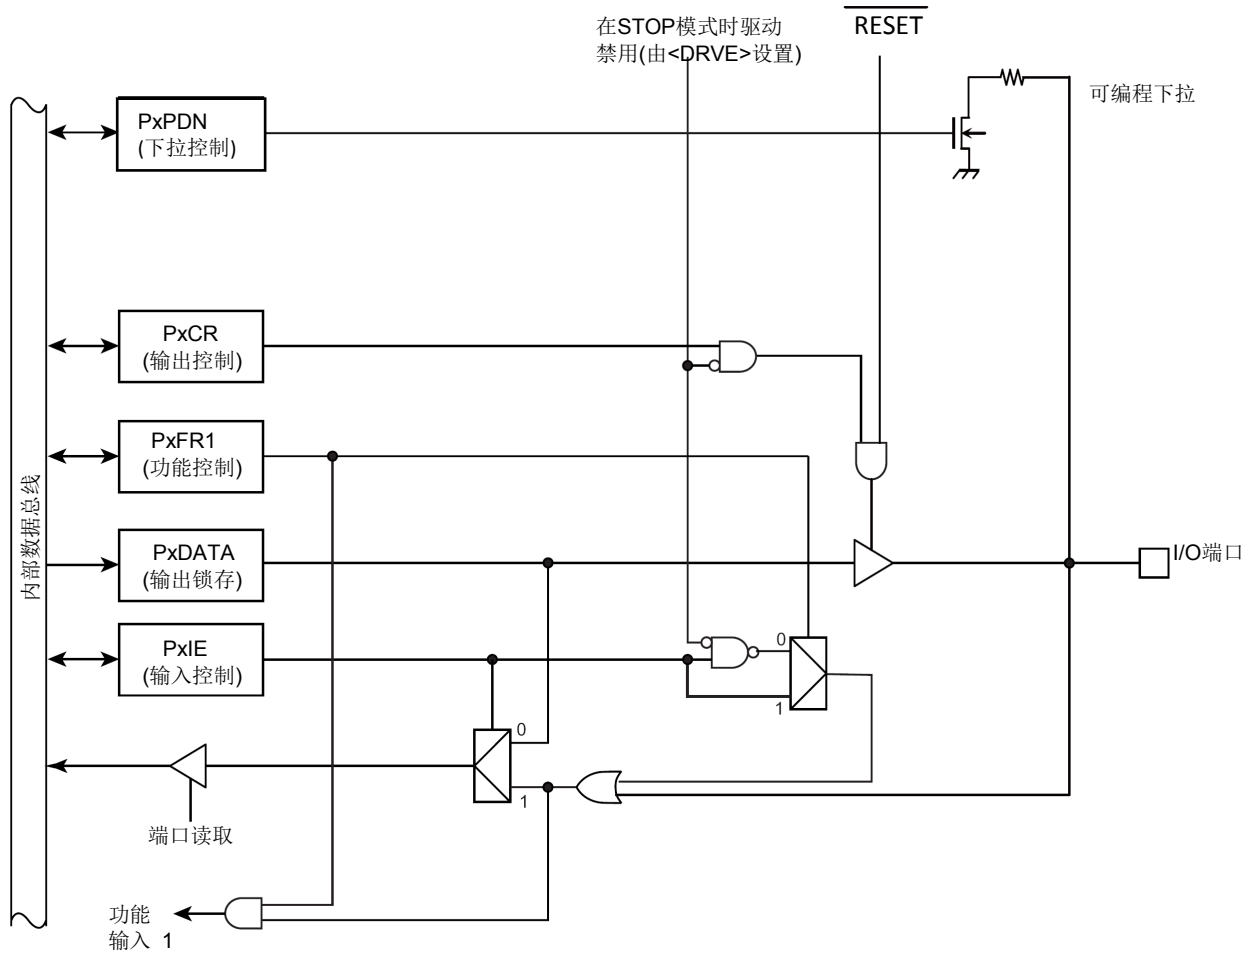 在STOP模式时驱动
禁用(由<DRVE>设置)
RESET
可编程下拉
PxPDN
(下拉控制)
PxCR
(输出控制)
PxFR1
(功能控制)
内部数据总线
PxDATA
(输出锁存)
I/O端口
PxIE
(输入控制)
0
1
0
1
端口读取
功能
输入 1